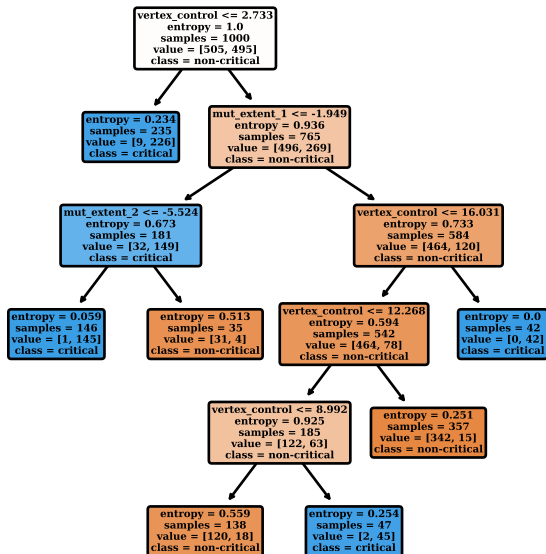 vertex_control <= 2.733
entropy = 1.0
samples = 1000
value = [505, 495]
class = non-critical
entropy = 0.234
samples = 235
value = [9, 226]
class = critical
mut_extent_1 <= -1.949
entropy = 0.936
samples = 765
value = [496, 269]
class = non-critical
mut_extent_2 <= -5.524
entropy = 0.673
samples = 181
value = [32, 149]
class = critical
vertex_control <= 16.031
entropy = 0.733
samples = 584
value = [464, 120]
class = non-critical
entropy = 0.059
samples = 146
value = [1, 145]
class = critical
entropy = 0.513
samples = 35
value = [31, 4]
class = non-critical
vertex_control <= 12.268
entropy = 0.594
samples = 542
value = [464, 78]
class = non-critical
entropy = 0.0
samples = 42
value = [0, 42]
class = critical
vertex_control <= 8.992
entropy = 0.925
samples = 185
value = [122, 63]
class = non-critical
entropy = 0.251
samples = 357
value = [342, 15]
class = non-critical
entropy = 0.559
samples = 138
value = [120, 18]
class = non-critical
entropy = 0.254
samples = 47
value = [2, 45]
class = critical